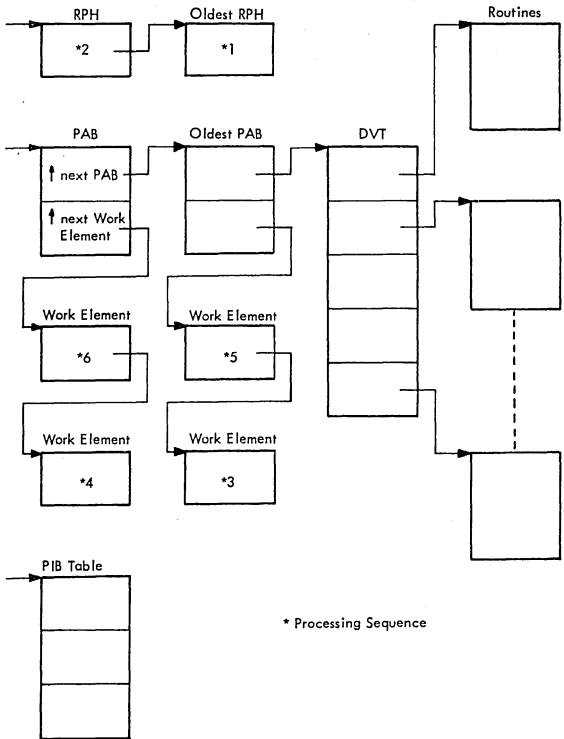 RPH
Oldest RPH
Routines
*2
*1
PAB
Oldest PAB
DVT
↑ next PAB
↑ next Work
Element
Work Element
Work Element
*6
*5
Work Element
Work Element
*4
*3
PIB Table
* Processing Sequence